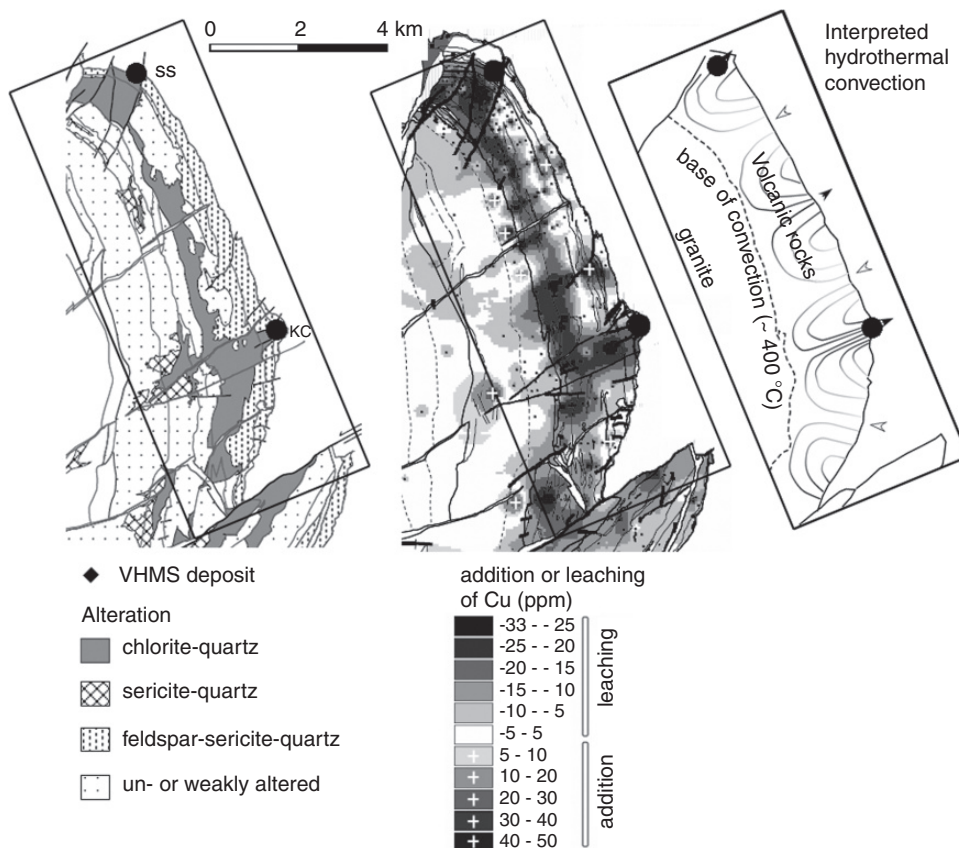 0 2 4 km
Interpreted
hydrothermal
convection
SS
KC
base of convection (~ 400 °C)
Volcanic rocks
granite
VHMS deposit
Alteration
chlorite-quartz
sericite-quartz
feldspar-sericite-quartz
un- or weakly altered
addition or leaching
of Cu (ppm)
-33 - - 25
-25 - - 20
-20 - - 15
-15 - - 10
-10 - - 5
-5 - 5
5 - 10
10 - 20
20 - 30
30 - 40
40 - 50
leaching
addition